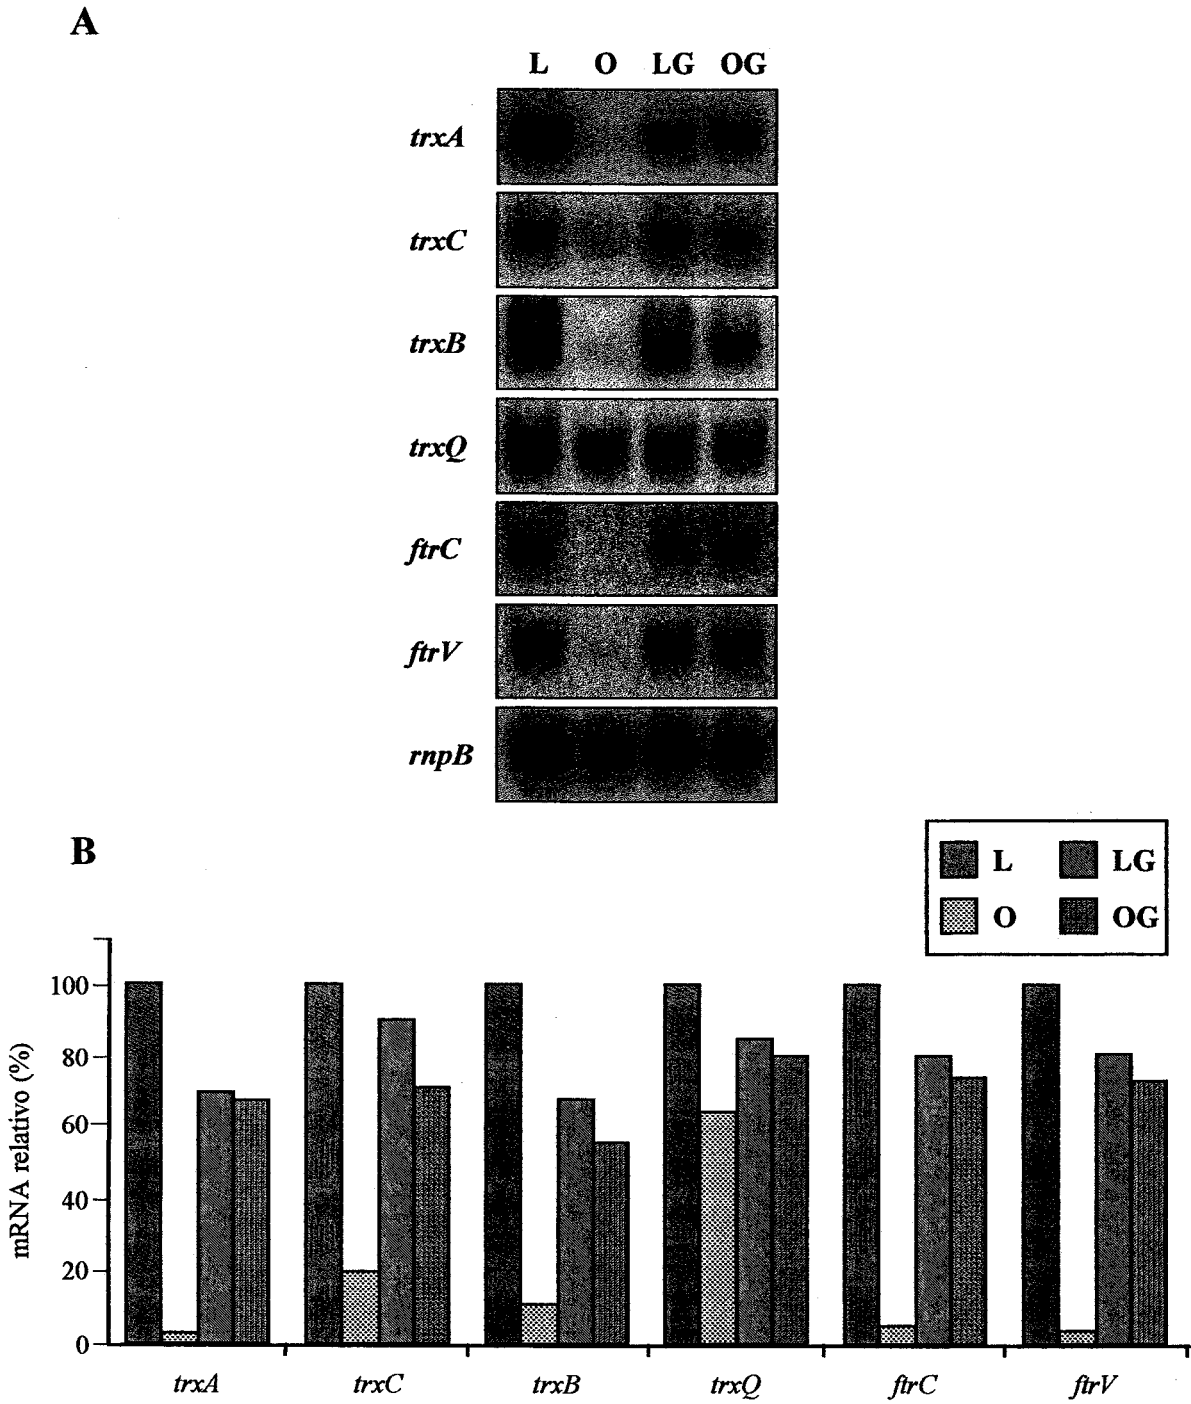 A
L O LG OG
trxA
trxC
trxB
trxQ
ftrC
ftrV
rnpB
B
L LG
O OG
mRNA relativo (%)
100
80
60
40
20
0
trxA trxC trxB trxQ ftrC ftrV